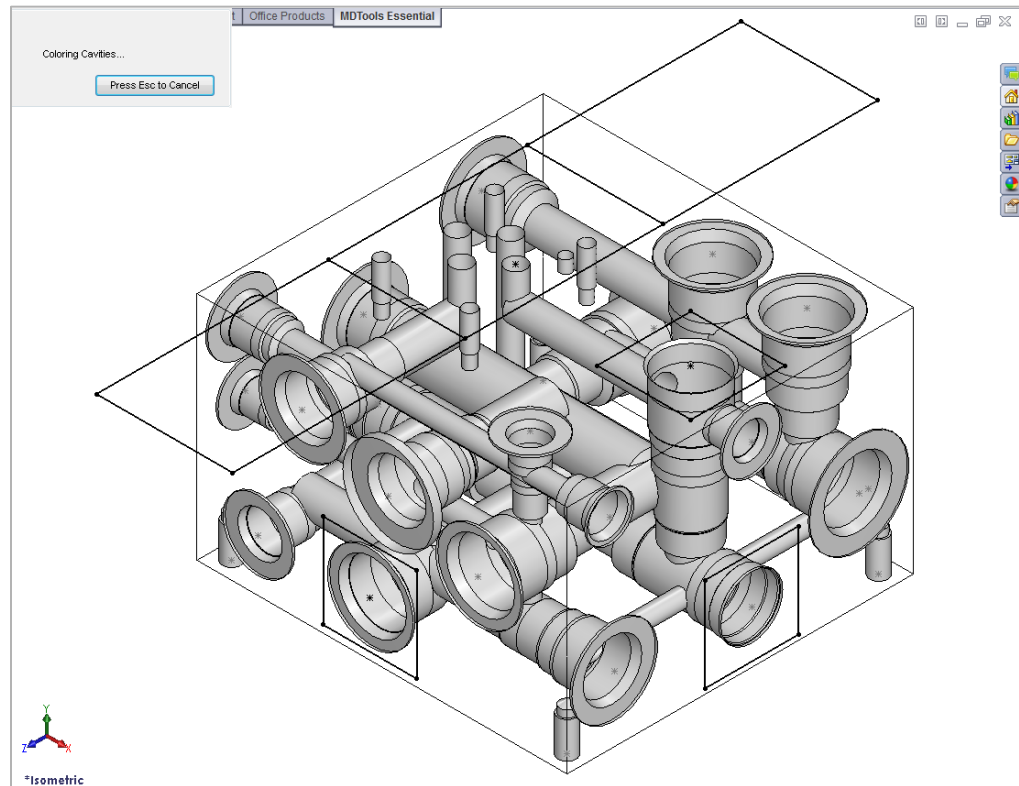 t Office Products MDTools Essential
Coloring Cavities...
Press Esc to Cancel
Y
Z X
*Isometric